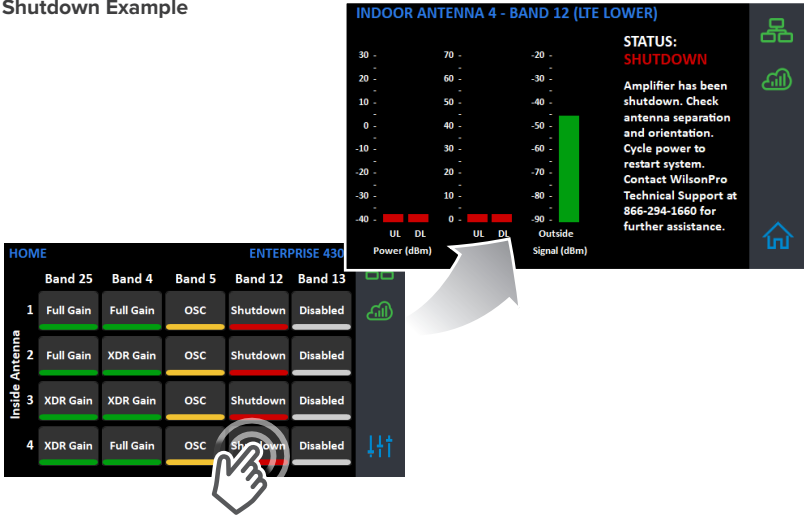 Shutdown Example
INDOOR ANTENNA 4 - BAND 12 (LTE LOWER)
STATUS:
SHUTDOWN
Amplifier has been
shutdown. Check
antenna separation
and orientation.
Cycle power to
restart system.
Contact WilsonPro
Technical Support at
866-294-1660 for
further assistance.
30 - 70 - -20 -
20 - 60 - -30 -
10 - 50 - -40 -
0 - 40 - -50 -
-10 - 30 - -60 -
-20 - 20 - -70 -
-30 - 10 - -80 -
-40 - 0 - -90 -
UL DL UL DL Outside
Power (dBm) Signal (dBm)
HOME ENTERPRISE 430
Band 25 Band 4 Band 5 Band 12 Band 13
Inside Antenna
1 Full Gain Full Gain OSC Shutdown Disabled
2 Full Gain XDR Gain OSC Shutdown Disabled
3 XDR Gain XDR Gain OSC Shutdown Disabled
4 XDR Gain Full Gain OSC Shutdown Disabled